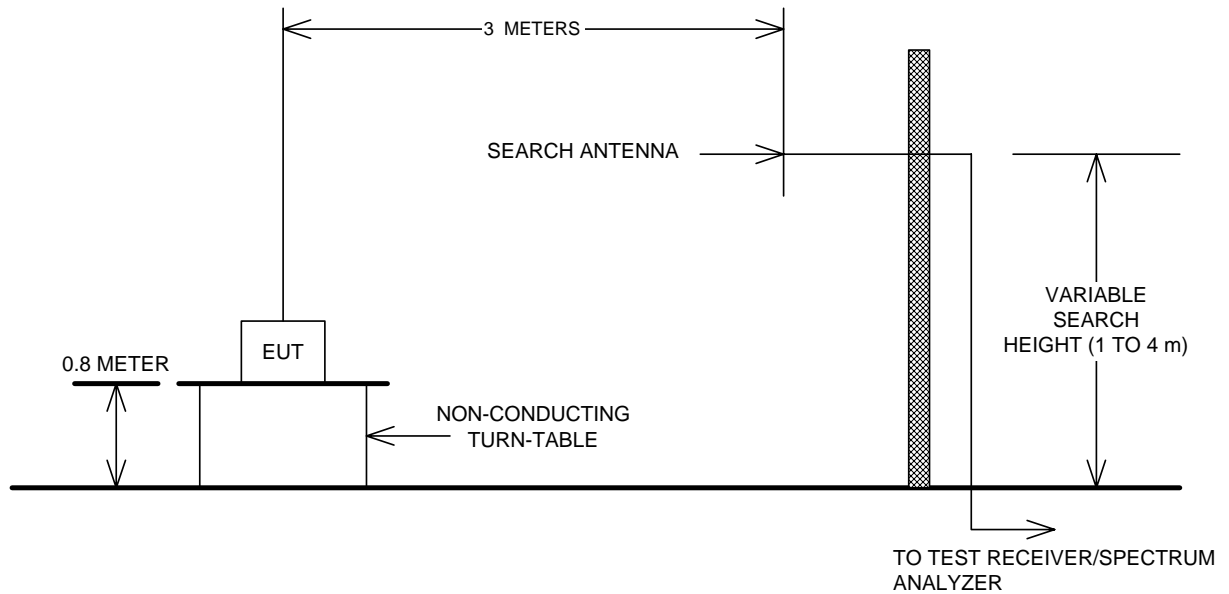 3 METERS
SEARCH ANTENNA
0.8 METER
EUT
NON-CONDUCTING
TURN-TABLE
VARIABLE
SEARCH
HEIGHT (1 TO 4 m)
TO TEST RECEIVER/SPECTRUM
ANALYZER